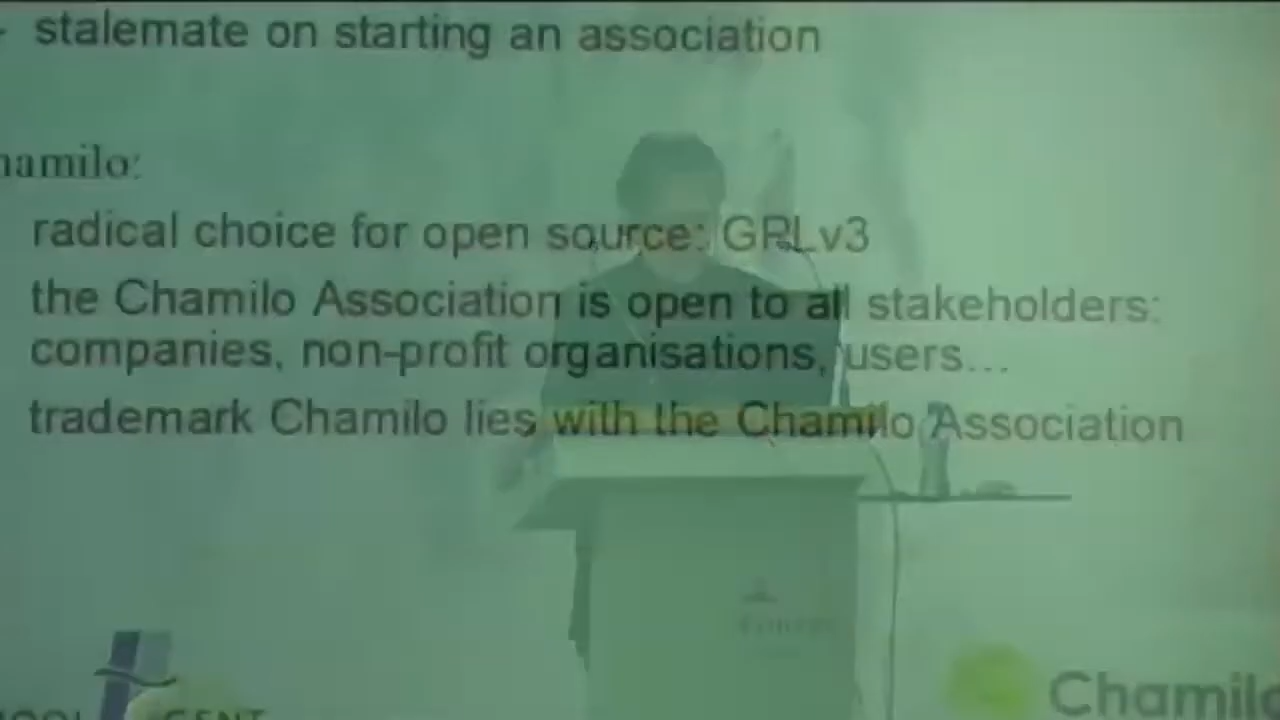 - stalemate on starting an association
hamilo:
radical choice for open source: GPLv3
the Chamilo Association is open to all stakeholders:
companies, non-profit organisations, users...
trademark Chamilo lies with the Chamilo Association
GENT
Chamilo